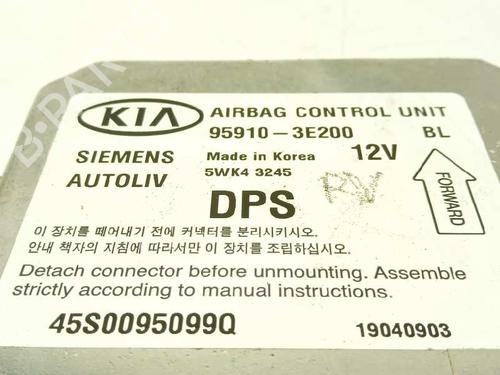 KIA
AIRBAG CONTROL UNIT
95910-3E200 BL
SIEMENS
AUTOLIV
Made in Korea
5WK4 3245
12V
DPS
FORWARD
이 장치를 떼어내기 전에 커넥터를 분리시키시오.
안내 책자의 지침에 따라서만 이 장치를 조립하십시오.
Detach connector before unmounting. Assemble
strictly according to manual instructions.
45S0095099Q
19040903
B-PARTS